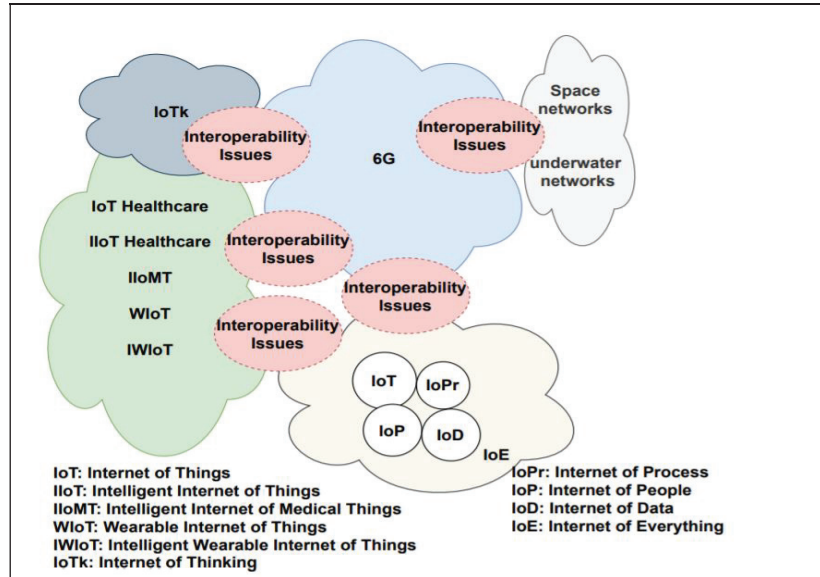 IoTk
Interoperability
Issues
6G
Interoperability
Issues
Space
networks
underwater
networks
IoT Healthcare
IIoT Healthcare
IIoMT
WIoT
IWIoT
Interoperability
Issues
Interoperability
Issues
Interoperability
Issues
IoT
IoPr
IoP
IoD
IoE
IoT: Internet of Things
IIoT: Intelligent Internet of Things
IIoMT: Intelligent Internet of Medical Things
WIoT: Wearable Internet of Things
IWIoT: Intelligent Wearable Internet of Things
IoTk: Internet of Thinking
IoPr: Internet of Process
IoP: Internet of People
IoD: Internet of Data
IoE: Internet of Everything